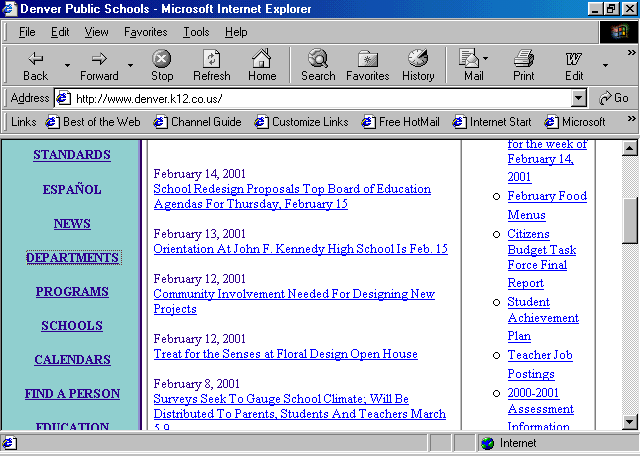 Denver Public Schools - Microsoft Internet Explorer
File Edit View Favorites Tools Help
Back Forward Stop Refresh Home Search Favorites History Mail Print Edit
Address http://www.denver.k12.co.us/ Go
Links Best of the Web Channel Guide Customize Links Free HotMail Internet Start Microsoft
STANDARDS
ESPAÑOL
NEWS
DEPARTMENTS
PROGRAMS
SCHOOLS
CALENDARS
FIND A PERSON
EDUCATION
February 14, 2001
School Redesign Proposals Top Board of Education
Agendas For Thursday, February 15
February 13, 2001
Orientation At John F. Kennedy High School Is Feb. 15
February 12, 2001
Community Involvement Needed For Designing New
Projects
February 12, 2001
Treat for the Senses at Floral Design Open House
February 8, 2001
Surveys Seek To Gauge School Climate; Will Be
Distributed To Parents, Students And Teachers March
5 9
for the week of
February 14,
2001
February Food
Menus
Citizens
Budget Task
Force Final
Report
Student
Achievement
Plan
Teacher Job
Postings
2000-2001
Assessment
Information
Internet